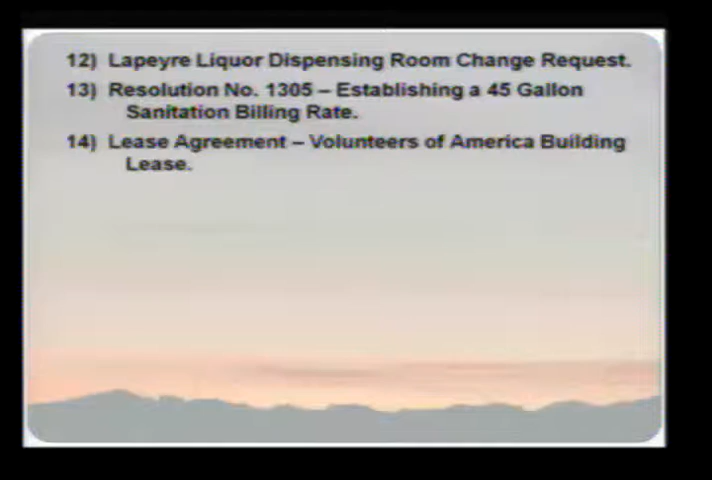 12) Lapeyre Liquor Dispensing Room Change Request.
13) Resolution No. 1305 – Establishing a 45 Gallon
Sanitation Billing Rate.
14) Lease Agreement – Volunteers of America Building
Lease.